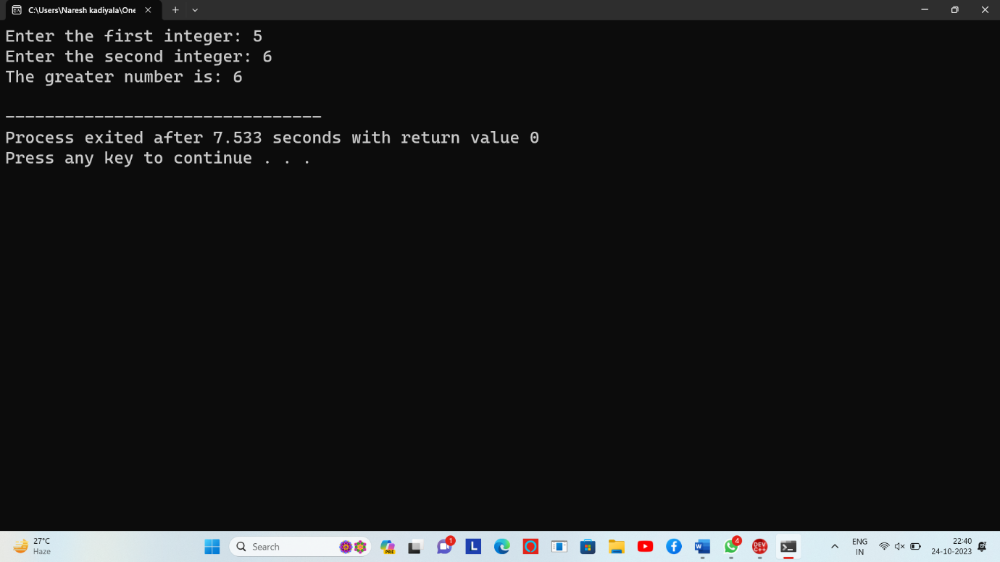 C:\Users\Naresh kadiyala\One
Enter the first integer: 5
Enter the second integer: 6
The greater number is: 6
--------------------------------
Process exited after 7.533 seconds with return value 0
Press any key to continue . . .
27°C
Haze
Search
PRE
1
L
W
4
DEV
C++
ENG
IN
22:40
24-10-2023